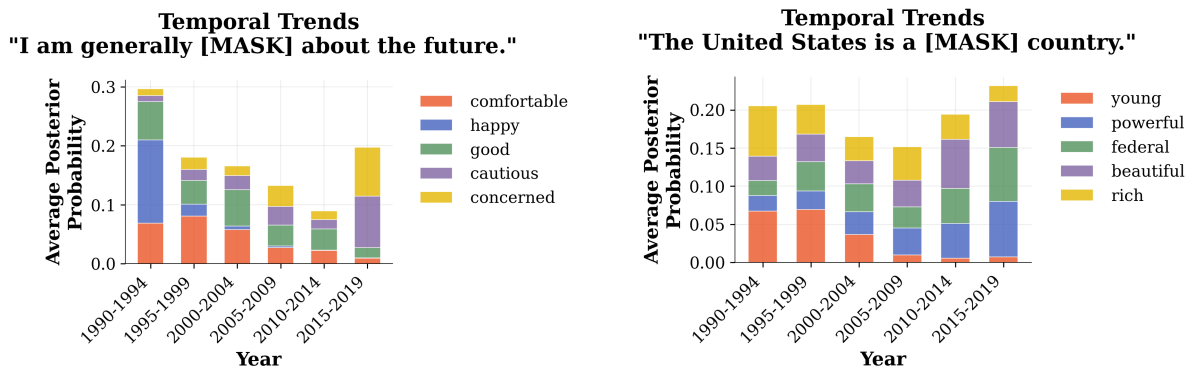 Temporal Trends
"I am generally [MASK] about the future."
Average Posterior
Probability
0.3
0.2
0.1
0.0
1990-1994
1995-1999
2000-2004
2005-2009
2010-2014
2015-2019
Year
comfortable
happy
good
cautious
concerned
Temporal Trends
"The United States is a [MASK] country."
Average Posterior
Probability
0.20
0.15
0.10
0.05
0.00
1990-1994
1995-1999
2000-2004
2005-2009
2010-2014
2015-2019
Year
young
powerful
federal
beautiful
rich